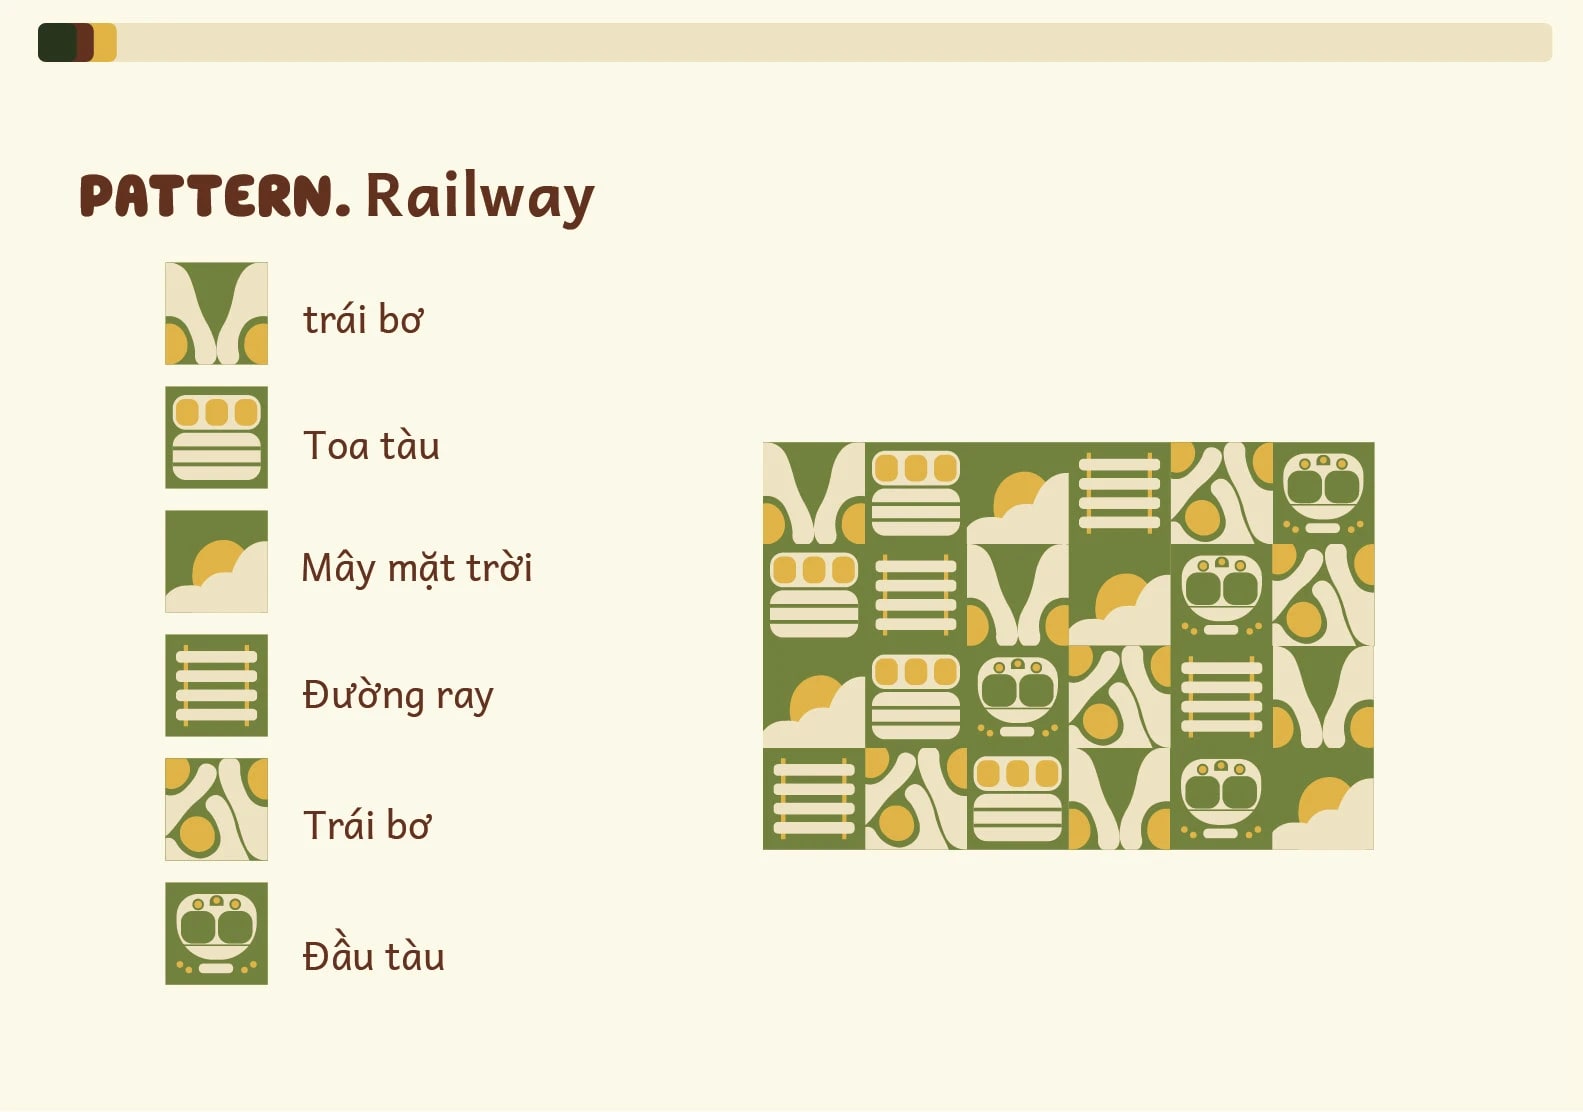 PATTERN. Railway
trái bơ
Toa tàu
Mây mặt trời
Đường ray
Trái bơ
Đầu tàu